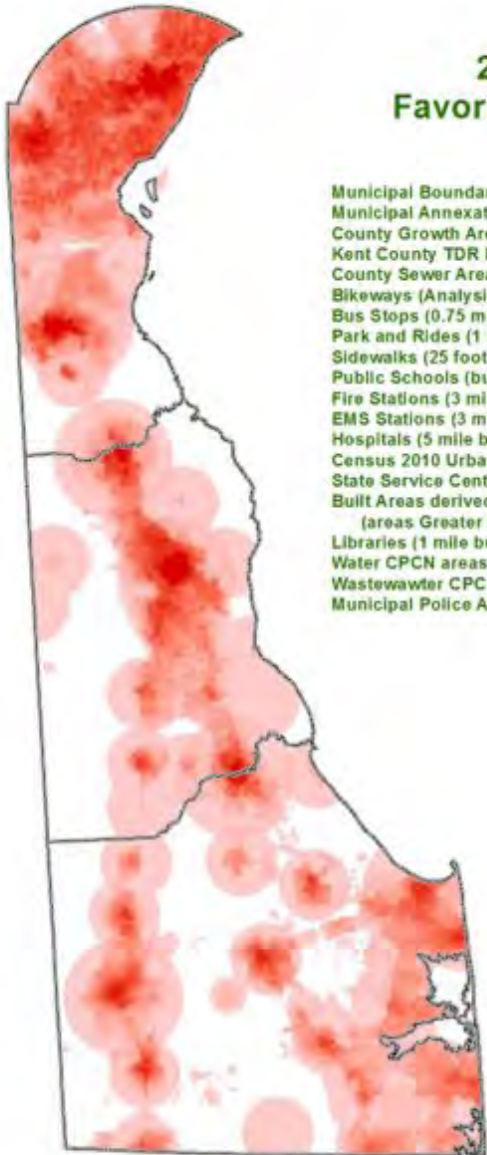 2
Favor
Municipal Boundar
Municipal Annexat
County Growth Are
Kent County TDR
County Sewer Area
Bikeways (Analysi
Bus Stops (0.75 m
Park and Rides (1
Sidewalks (25 foot
Public Schools (bu
Fire Stations (3 mi
EMS Stations (3 m
Hospitals (5 mile b
Census 2010 Urba
State Service Cent
Built Areas derived
(areas Greater
Libraries (1 mile bu
Water CPCN areas
Wastewawter CPC
Municipal Police A